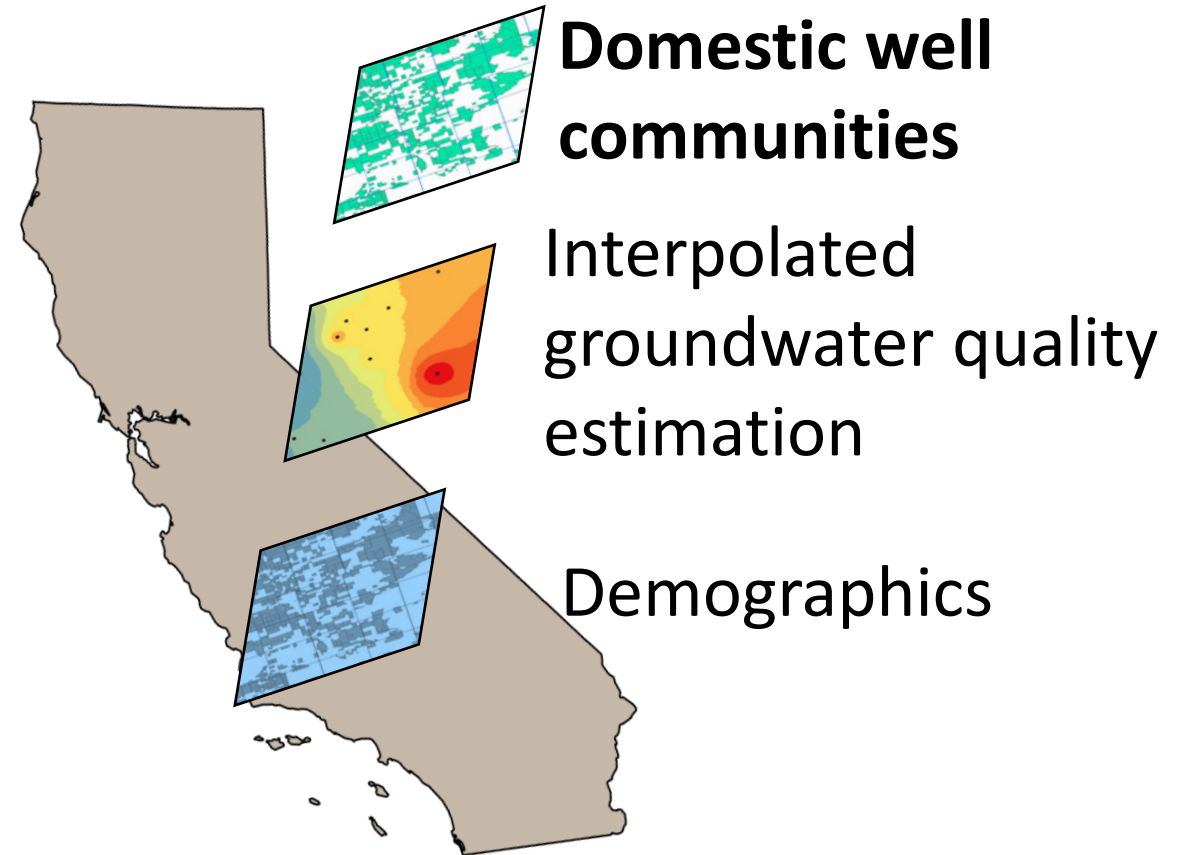 Domestic well
communities
Interpolated
groundwater quality
estimation
Demographics